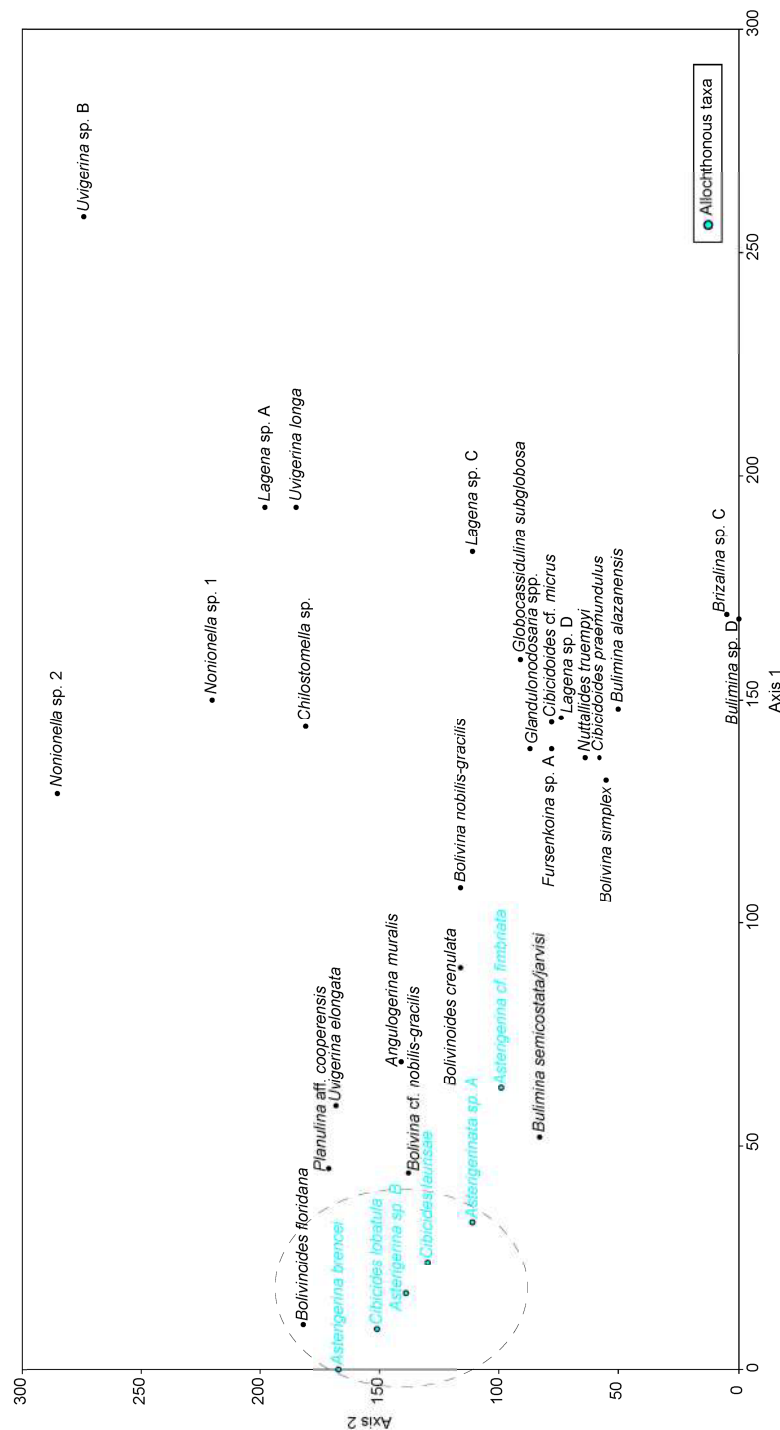 300
250
200
150
100
50
0
Axis 2
0
50
100
150
200
250
300
Axis 1
Allochthonous taxa
Uvigerina sp. B
Nonionella sp. 2
Nonionella sp. 1
Lagena sp. A
Uvigerina longa
Chilostomella sp.
Bolivinoides floridana
Planulina aff. cooperensis
Uvigerina elongata
Asterigerina brencei
Cibicides lobatula
Angulogerina muralis
Asterigerina sp. B
Bolivina cf. nobilis-gracilis
Cibicides tauns̀ae
Bolivina nobilis-gracilis
Bolivinoides crenulata
Lagena sp. C
Asterigerinata sp. A
Asterigerina cf. fimbriata
Globocassidulina subglobosa
Glandulonodosaria spp.
Bulimina semicostata/jarvisi
Fursenkoina sp. A
Cibicidoides cf. micrus
Lagena sp. D
Nuttallides truempyi
Cibicidoides praemundulus
Bolivina simplex
Bulimina alazanensis
Brizalina sp. C
Bulimina sp. D